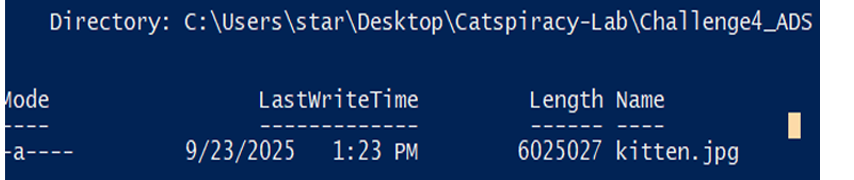 Directory: C:\Users\star\Desktop\Catspiracy-Lab\Challenge4_ADS
Mode LastWriteTime Length Name
---- ------------- ------ ----
-a---- 9/23/2025 1:23 PM 6025027 kitten.jpg